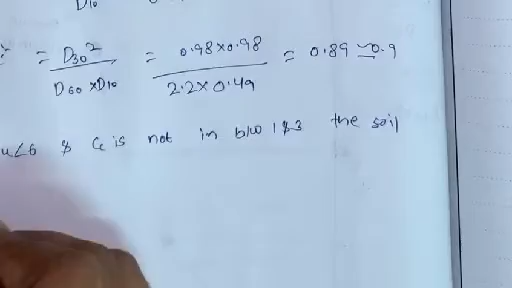 D10
= D30² / D60 x D10 = 0.98 x 0.98 / 2.2 x 0.49 = 0.89 ~ 0.9
u<6 & Cc is not in b/w 1 & 3 the soil